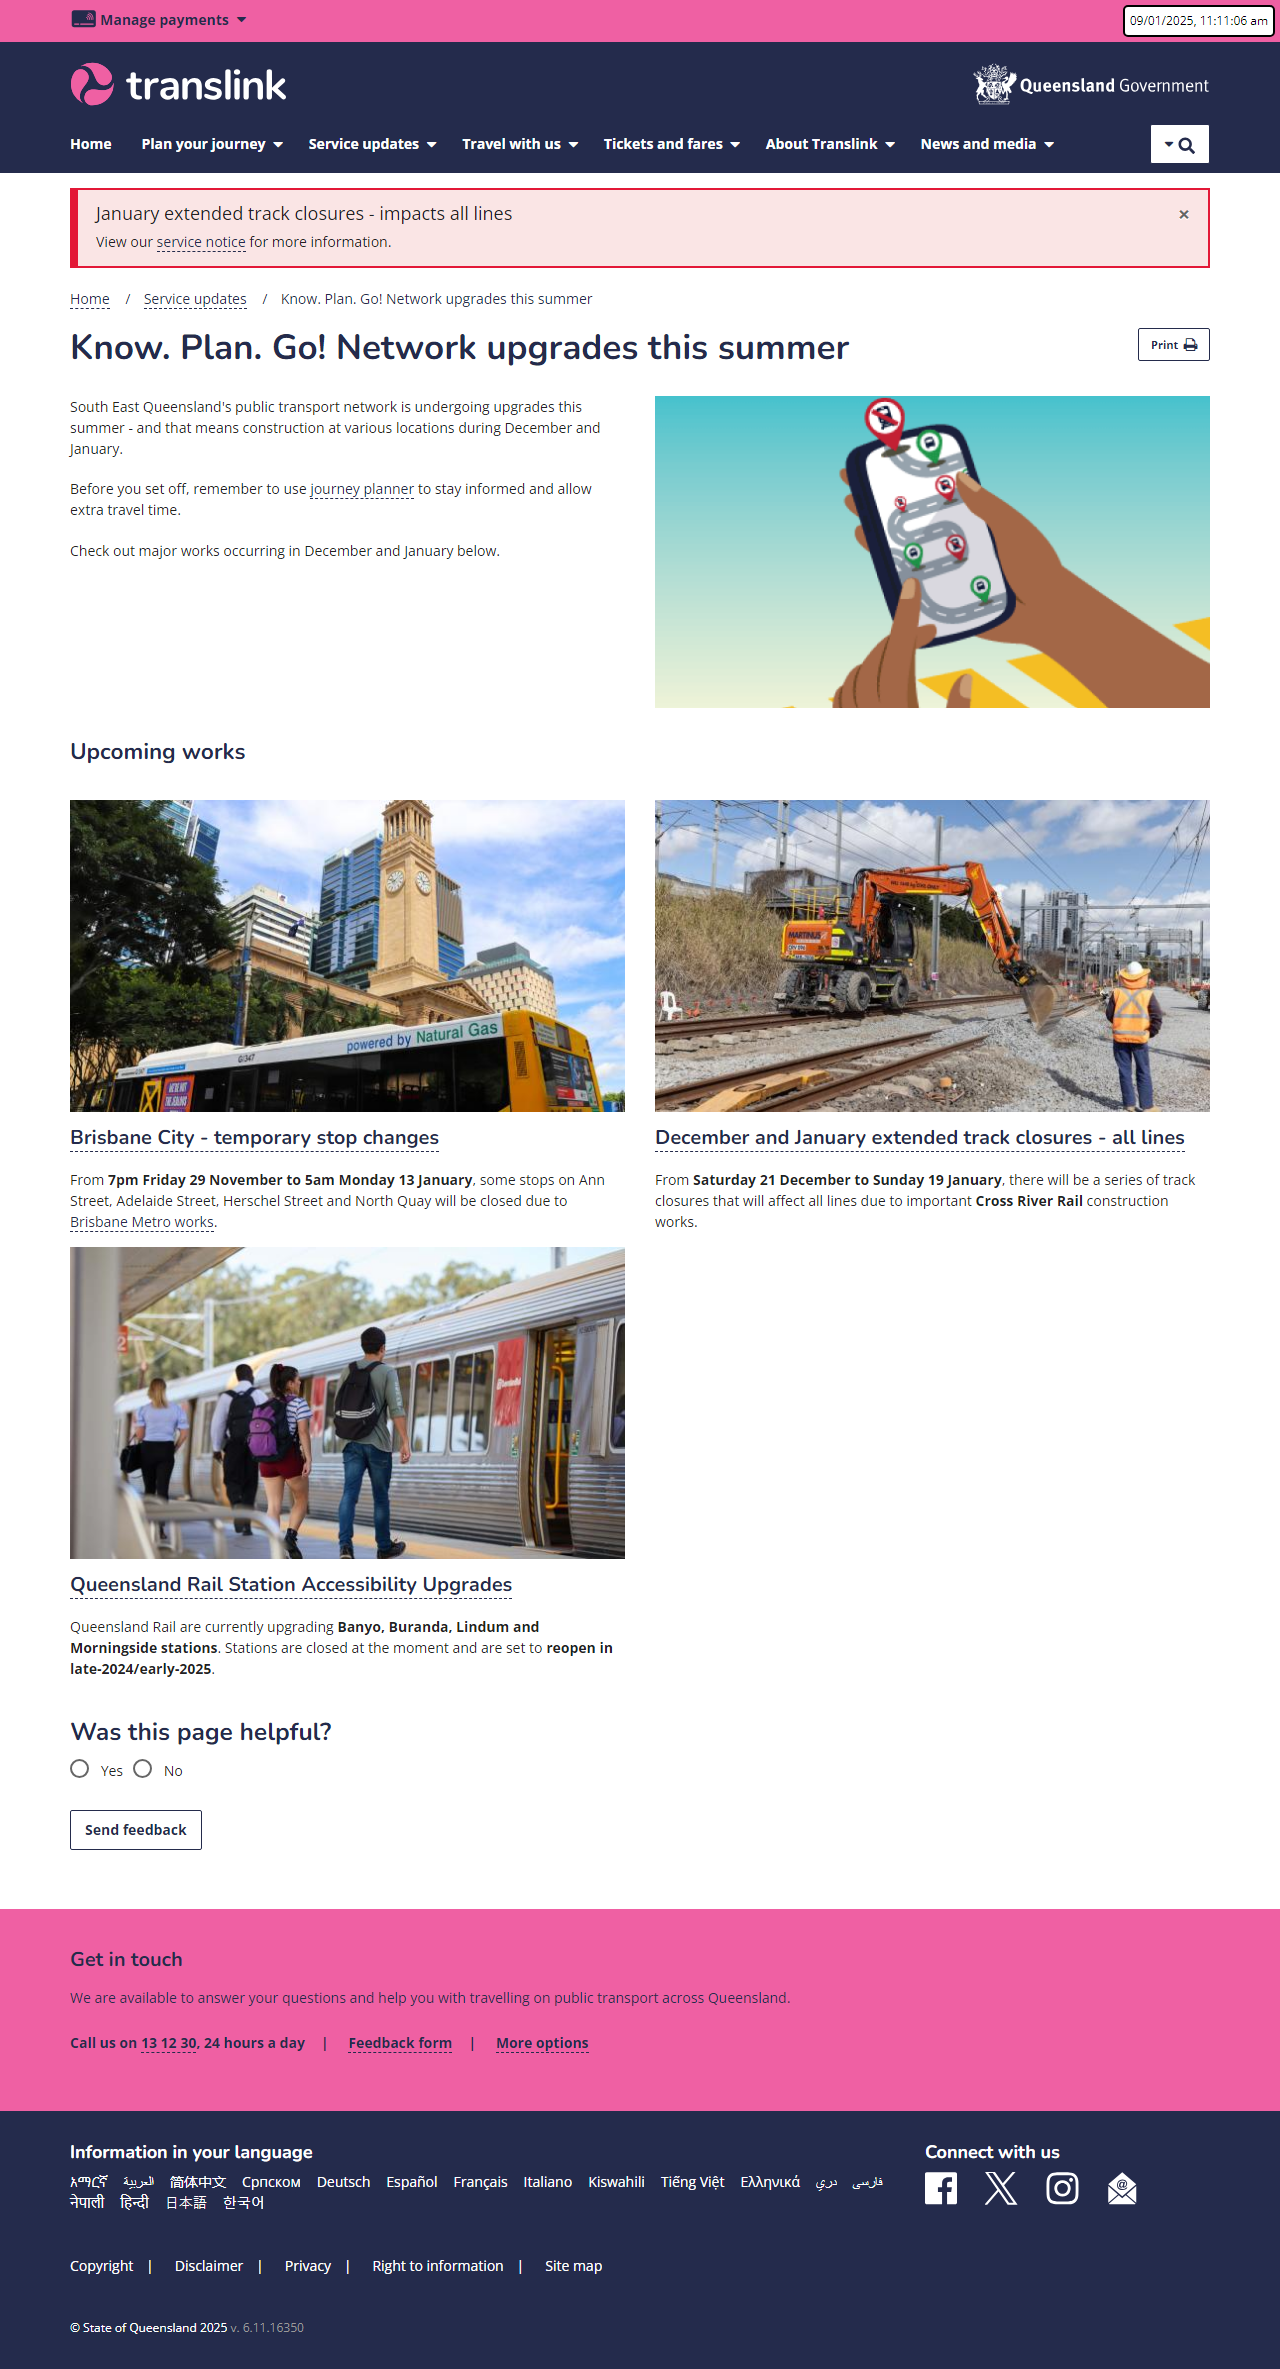 Manage payments
09/01/2025, 11:11:06 am
translink
Queensland Government
Home Plan your journey Service updates Travel with us Tickets and fares About Translink News and media
January extended track closures - impacts all lines
×
View our service notice for more information.
Home / Service updates / Know. Plan. Go! Network upgrades this summer
Know. Plan. Go! Network upgrades this summer
Print
South East Queensland's public transport network is undergoing upgrades this
summer - and that means construction at various locations during December and
January.
Before you set off, remember to use journey planner to stay informed and allow
extra travel time.
Check out major works occurring in December and January below.
Upcoming works
powered by Natural Gas
G1347
MARTINUS
Brisbane City - temporary stop changes
From 7pm Friday 29 November to 5am Monday 13 January, some stops on Ann
Street, Adelaide Street, Herschel Street and North Quay will be closed due to
Brisbane Metro works.
December and January extended track closures - all lines
From Saturday 21 December to Sunday 19 January, there will be a series of track
closures that will affect all lines due to important Cross River Rail construction
works.
2
Queensland Rail Station Accessibility Upgrades
Queensland Rail are currently upgrading Banyo, Buranda, Lindum and
Morningside stations. Stations are closed at the moment and are set to reopen in
late-2024/early-2025.
Was this page helpful?
Yes No
Send feedback
Get in touch
We are available to answer your questions and help you with travelling on public transport across Queensland.
Call us on 13 12 30, 24 hours a day | Feedback form | More options
Information in your language
አማርኛ العربية 简体中文 Српском Deutsch Español Français Italiano Kiswahili Tiếng Việt Ελληνικά دري فارسی
नेपाली हिन्दी 日本語 한국어
Connect with us
Copyright | Disclaimer | Privacy | Right to information | Site map
© State of Queensland 2025 v. 6.11.16350